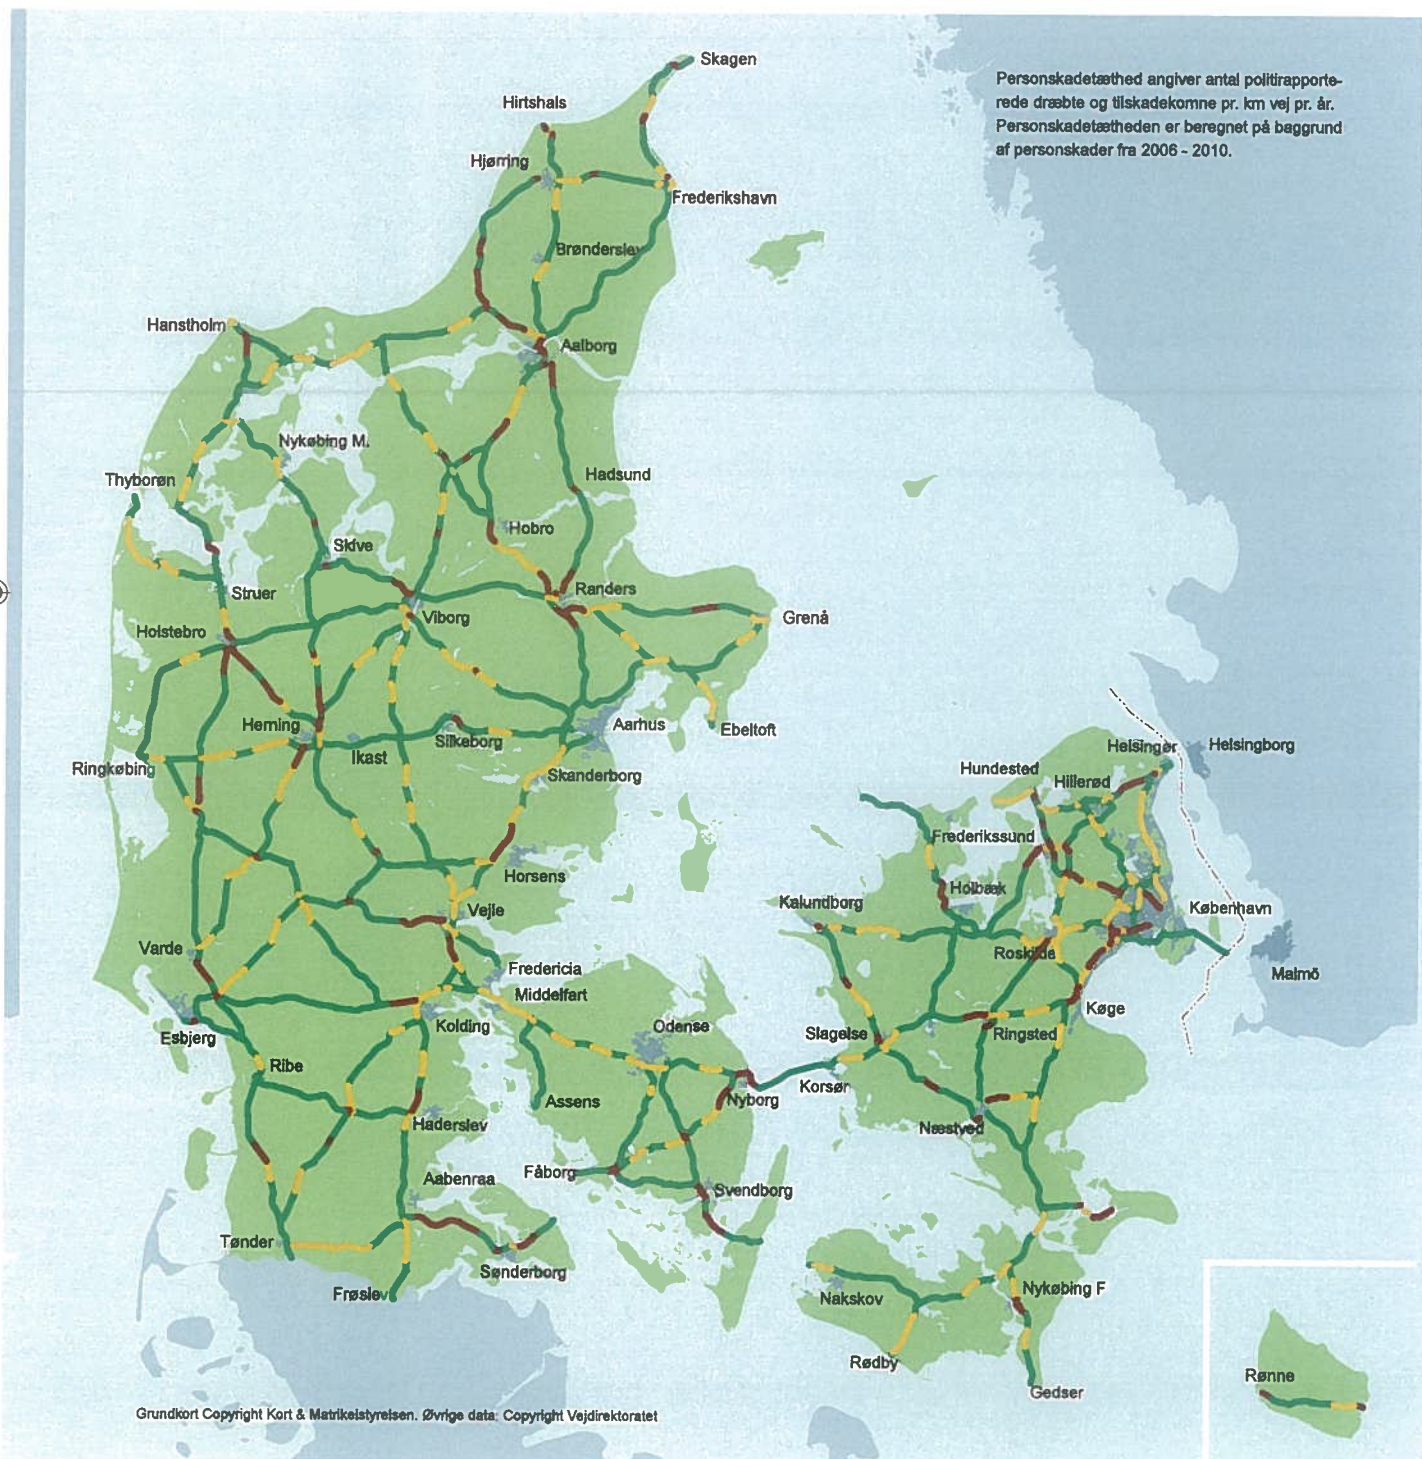 Skagen
Personskadetæthed angiver antal politirapporte-
rede dræbte og tilskadekomne pr. km vej pr. år.
Personskadetætheden er beregnet på baggrund
af personskader fra 2006 - 2010.
Hirtshals
Hjørring
Frederikshavn
Brønderslev
Hanstholm
Aalborg
Nykøbing M.
Thyborøn
Hadsund
Hobro
Skive
Struer
Randers
Viborg
Grenå
Holstebro
Herning
Aarhus
Ebeltoft
Silkeborg
Ikast
Ringkøbing
Skanderborg
Helsingør
Helsingborg
Hundested
Hillerød
Frederikssund
Horsens
Holbæk
Kalundborg
København
Vejle
Varde
Roskilde
Fredericia
Malmö
Middelfart
Køge
Kolding
Odense
Esbjerg
Slagelse
Ringsted
Ribe
Korsør
Assens
Nyborg
Haderslev
Næstved
Fåborg
Aabenraa
Svendborg
Tønder
Sønderborg
Frøslev
Nakskov
Nykøbing F
Rødby
Gedser
Rønne
Grundkort Copyright Kort & Matrikelstyrelsen. Øvrige data: Copyright Vejdirektoratet